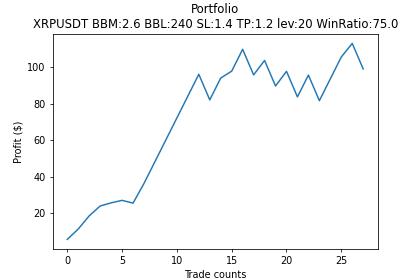 Portfolio
XRPUSDT BBM:2.6 BBL:240 SL:1.4 TP:1.2 lev:20 WinRatio:75.0
Profit ($)
100
80
60
40
20
0 5 10 15 20 25
Trade counts